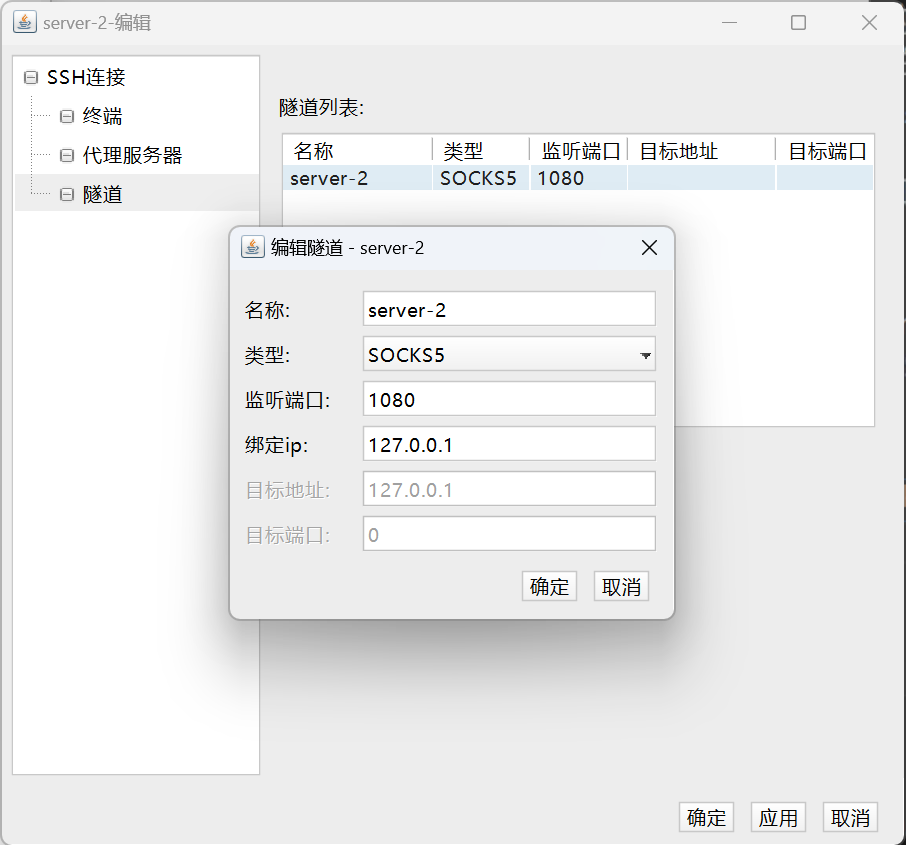 server-2-编辑
SSH连接
终端
代理服务器
隧道
隧道列表:
名称 类型 监听端口 目标地址 目标端口
server-2 SOCKS5 1080
编辑隧道 - server-2
名称: server-2
类型: SOCKS5
监听端口: 1080
绑定ip: 127.0.0.1
目标地址: 127.0.0.1
目标端口: 0
确定 取消
确定 应用 取消